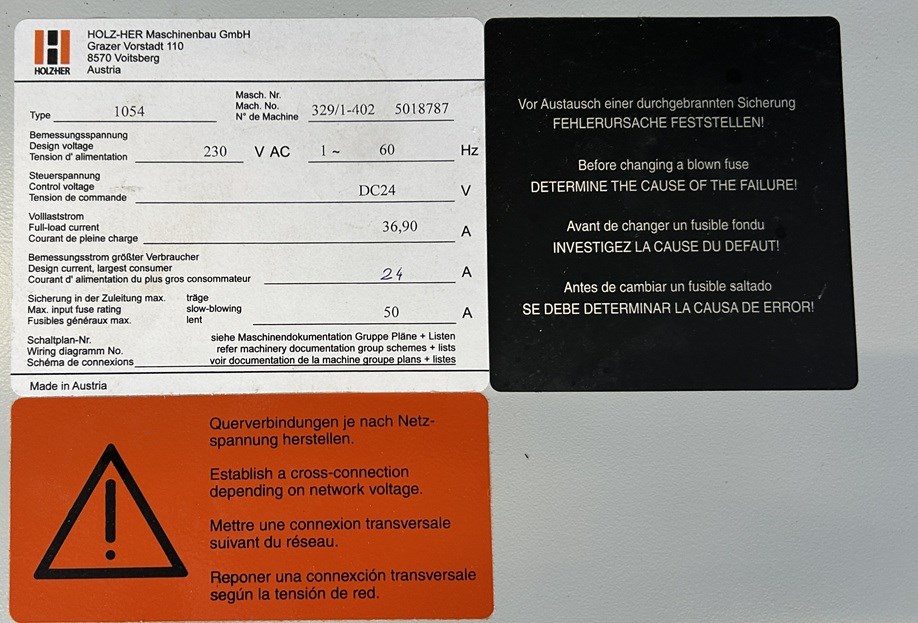 HOLZ-HER
HOLZ-HER Maschinenbau GmbH
Grazer Vorstadt 110
8570 Voitsberg
Austria
Type 1054
Masch. Nr.
Mach. No.
N° de Machine 329/1-402 5018787
Bemessungsspannung
Design voltage
Tension d' alimentation 230 V AC 1 ~ 60 Hz
Steuerspannung
Control voltage
Tension de commande DC24 V
Volllaststrom
Full-load current
Courant de pleine charge 36,90 A
Bemessungsstrom größter Verbraucher
Design current, largest consumer
Courant d' alimentation du plus gros consommateur 24 A
Sicherung in der Zuleitung max. träge
Max. input fuse rating slow-blowing
Fusibles généraux max. lent 50 A
Schaltplan-Nr. siehe Maschinendokumentation Gruppe Pläne + Listen
Wiring diagramm No. refer machinery documentation group schemes + lists
Schéma de connexions voir documentation de la machine groupe plans + listes
Made in Austria
Vor Austausch einer durchgebrannten Sicherung
FEHLERURSACHE FESTSTELLEN!
Before changing a blown fuse
DETERMINE THE CAUSE OF THE FAILURE!
Avant de changer un fusible fondu
INVESTIGEZ LA CAUSE DU DEFAUT!
Antes de cambiar un fusible saltado
SE DEBE DETERMINAR LA CAUSA DE ERROR!
Querverbindungen je nach Netz-
spannung herstellen.
Establish a cross-connection
depending on network voltage.
Mettre une connexion transversale
suivant du réseau.
Reponer una connexción transversale
según la tensión de red.